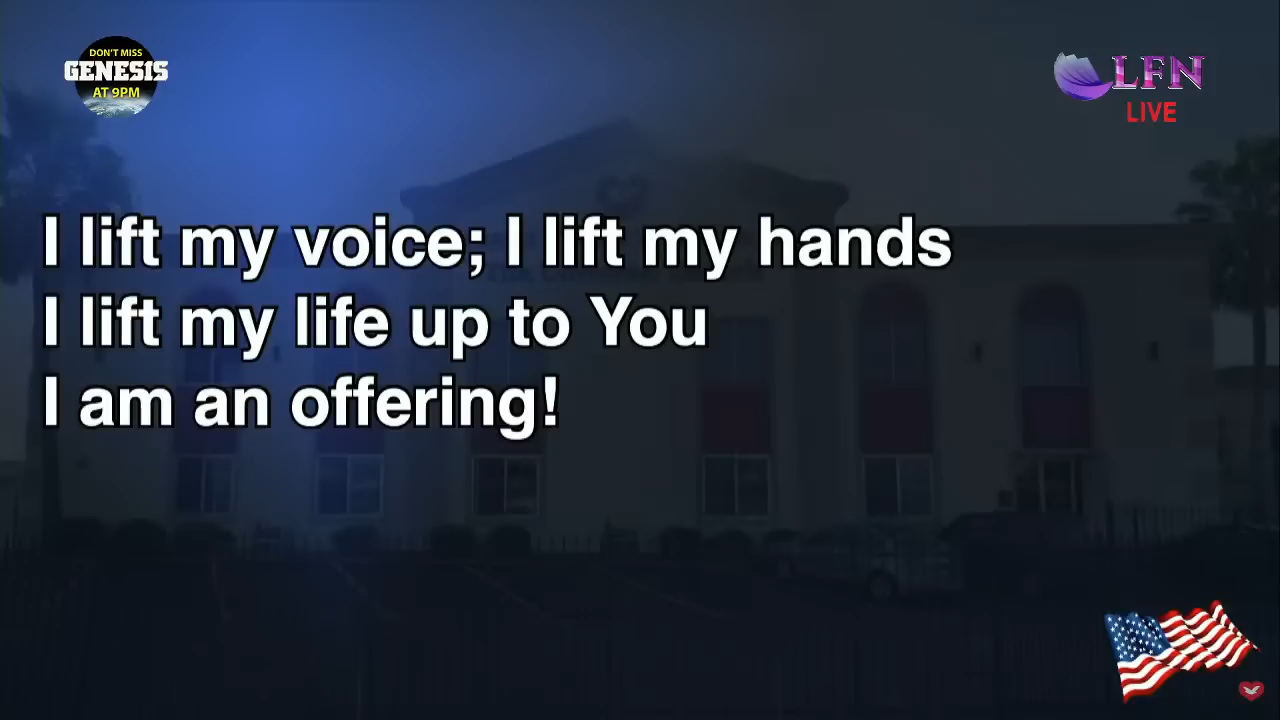 DON'T MISS
GENESIS
AT 9PM
LFN
LIVE
I lift my voice; I lift my hands
I lift my life up to You
I am an offering!